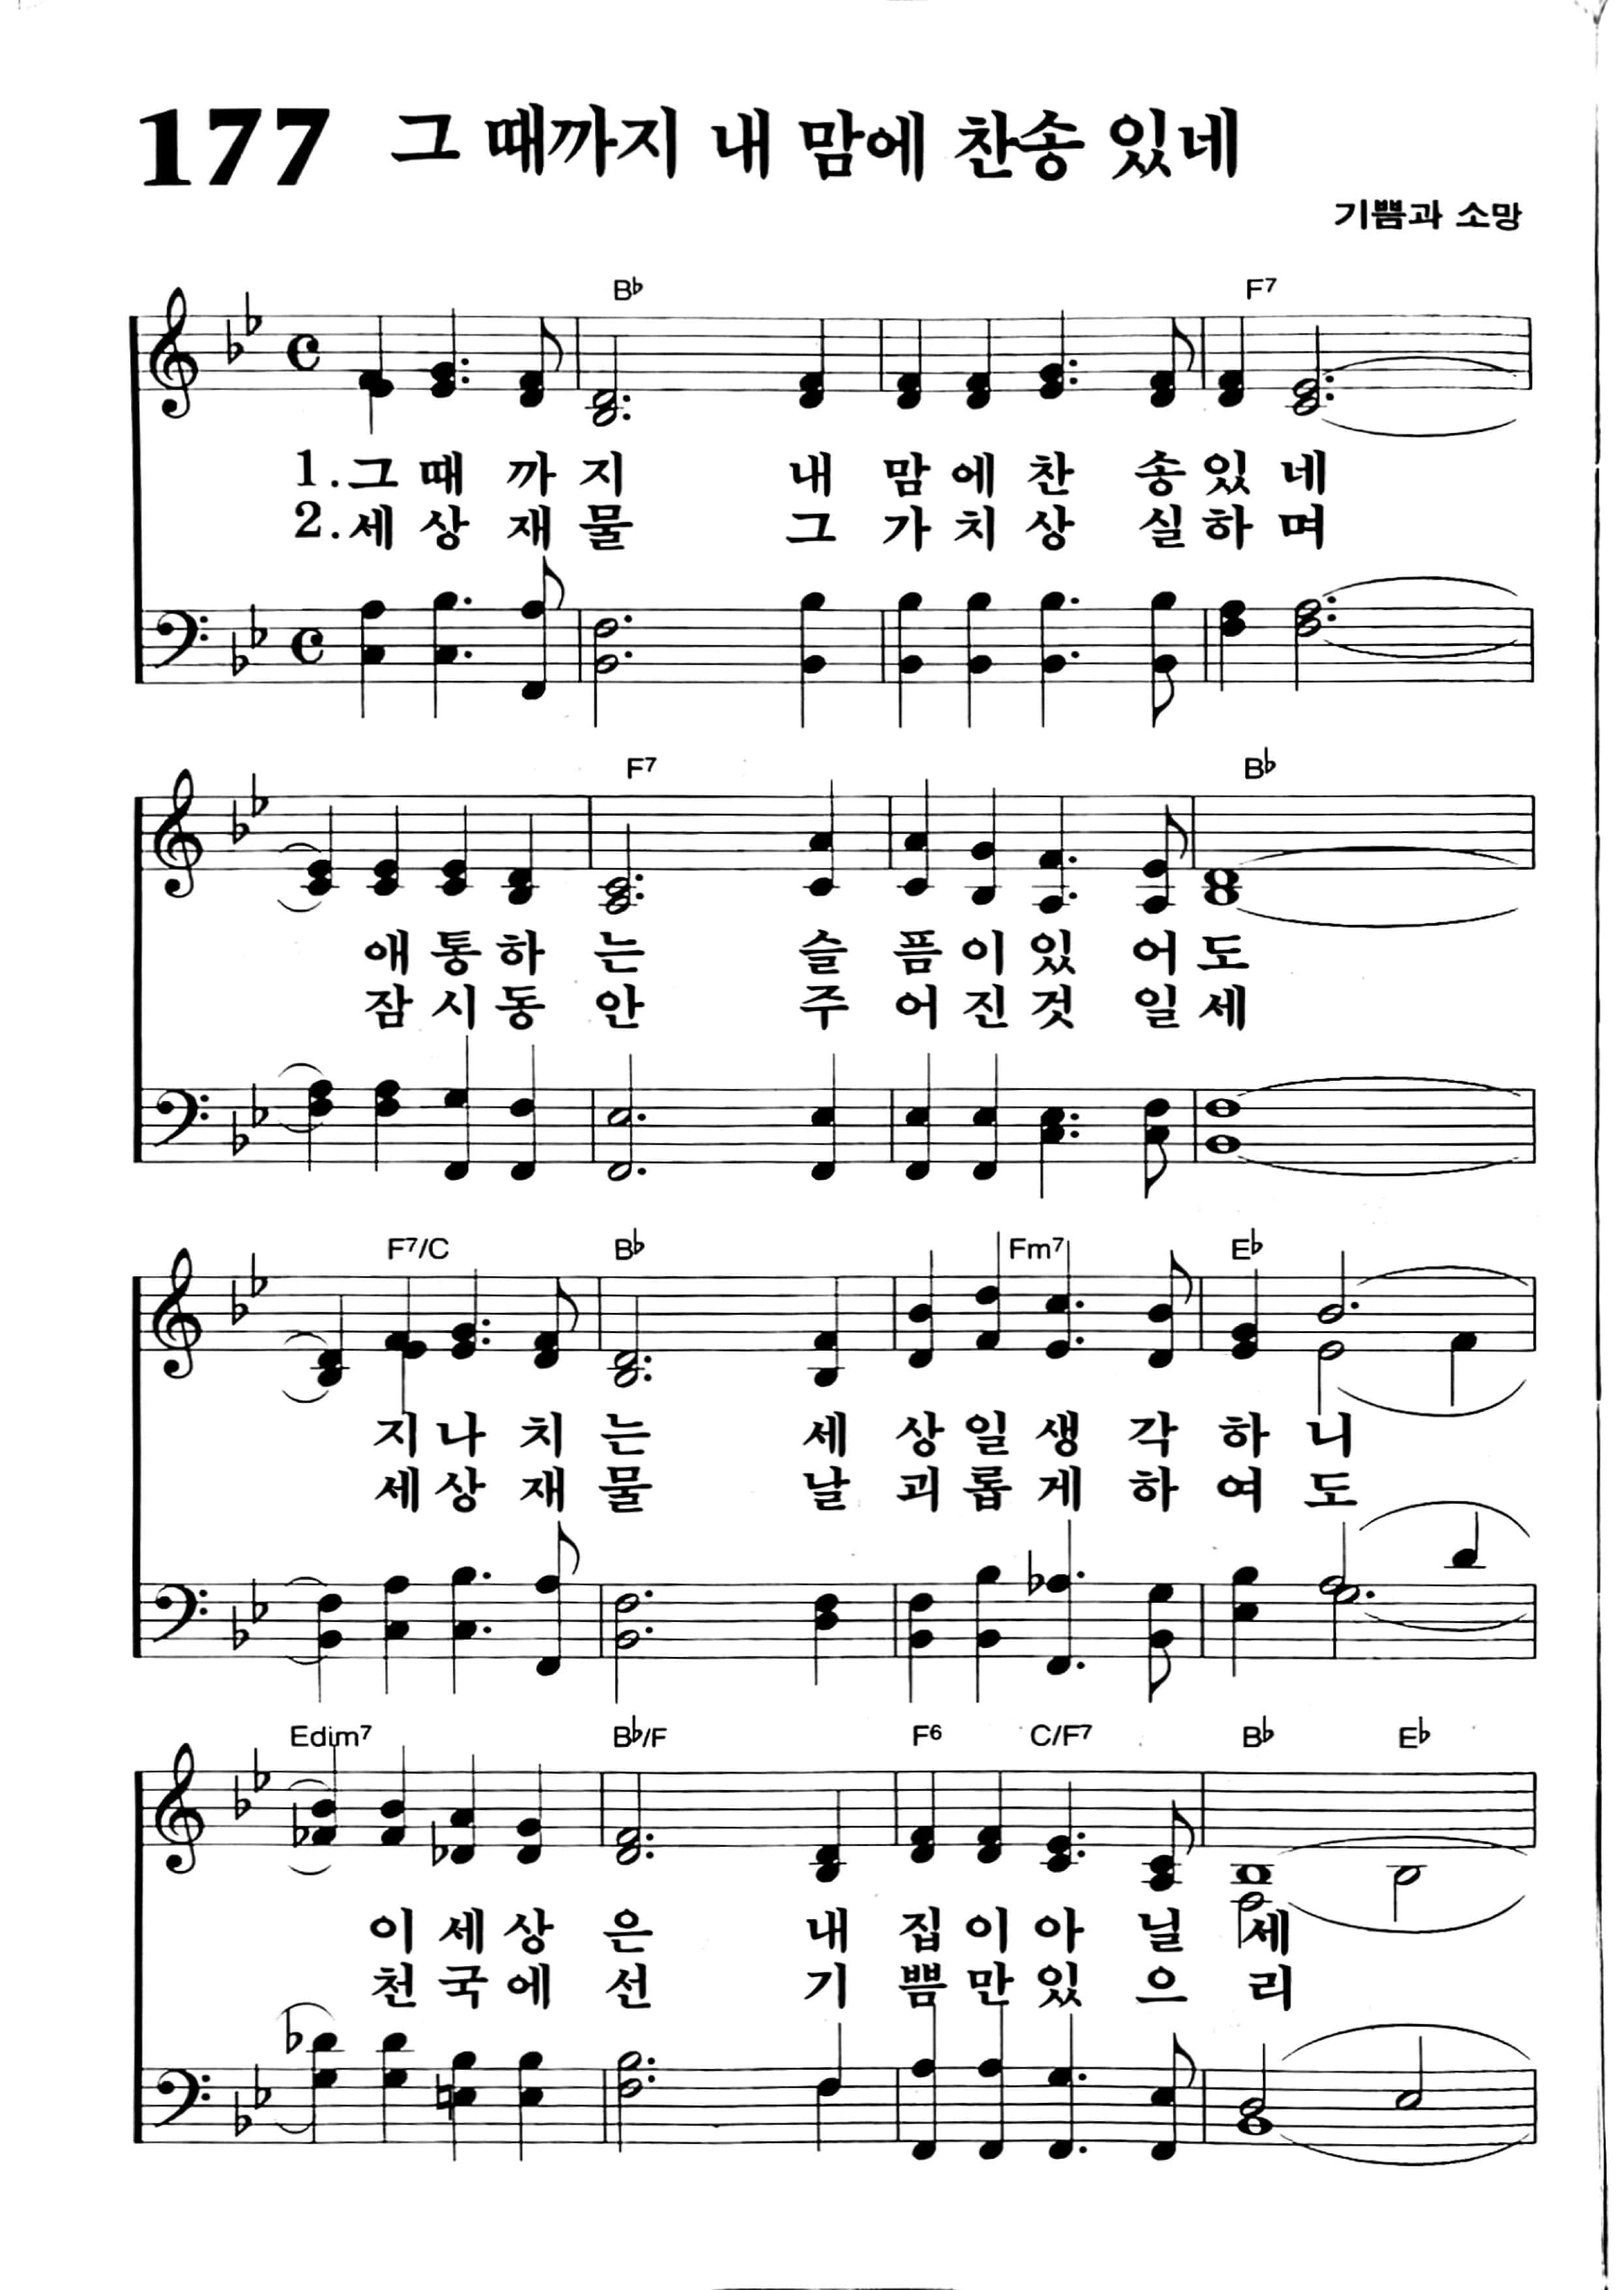 177 그 때까지 내 맘에 찬송 있네
기쁨과 소망
B♭ F7
1.그 때 까 지 내 맘 에 찬 송 있 네
2.세 상 재 물 그 가 치 상 실 하 며
F7 B♭
애 통 하 는 슬 픔 이 있 어 도
잠 시 동 안 주 어 진 것 일 세
F7/C B♭ Fm7 E♭
지 나 치 는 세 상 일 생 각 하 니
세 상 재 물 날 괴 롭 게 하 여 도
Edim7 B♭/F F6 C/F7 B♭ E♭
이 세 상 은 내 집 이 아 닐 세
천 국 에 선 기 쁨 만 있 으 리